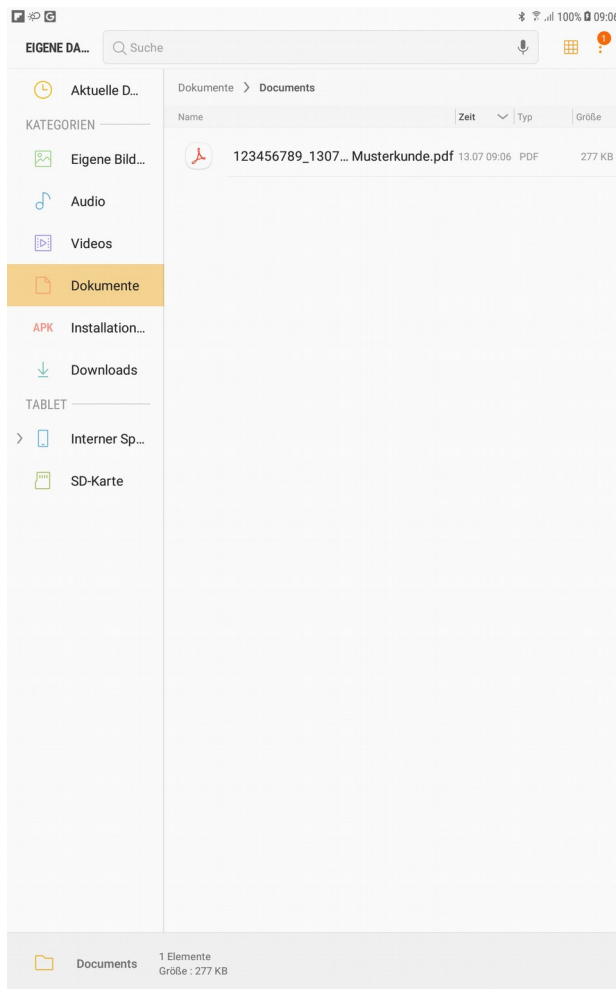 100% 09:06
EIGENE DA... Suche 1
Aktuelle D...
KATEGORIEN
Eigene Bild...
Audio
Videos
Dokumente
APK Installation...
Downloads
TABLET
Interner Sp...
SD-Karte
Dokumente > Documents
Name Zeit Typ Größe
123456789_1307... Musterkunde.pdf 13.07 09:06 PDF 277 KB
Documents
1 Elemente
Größe : 277 KB